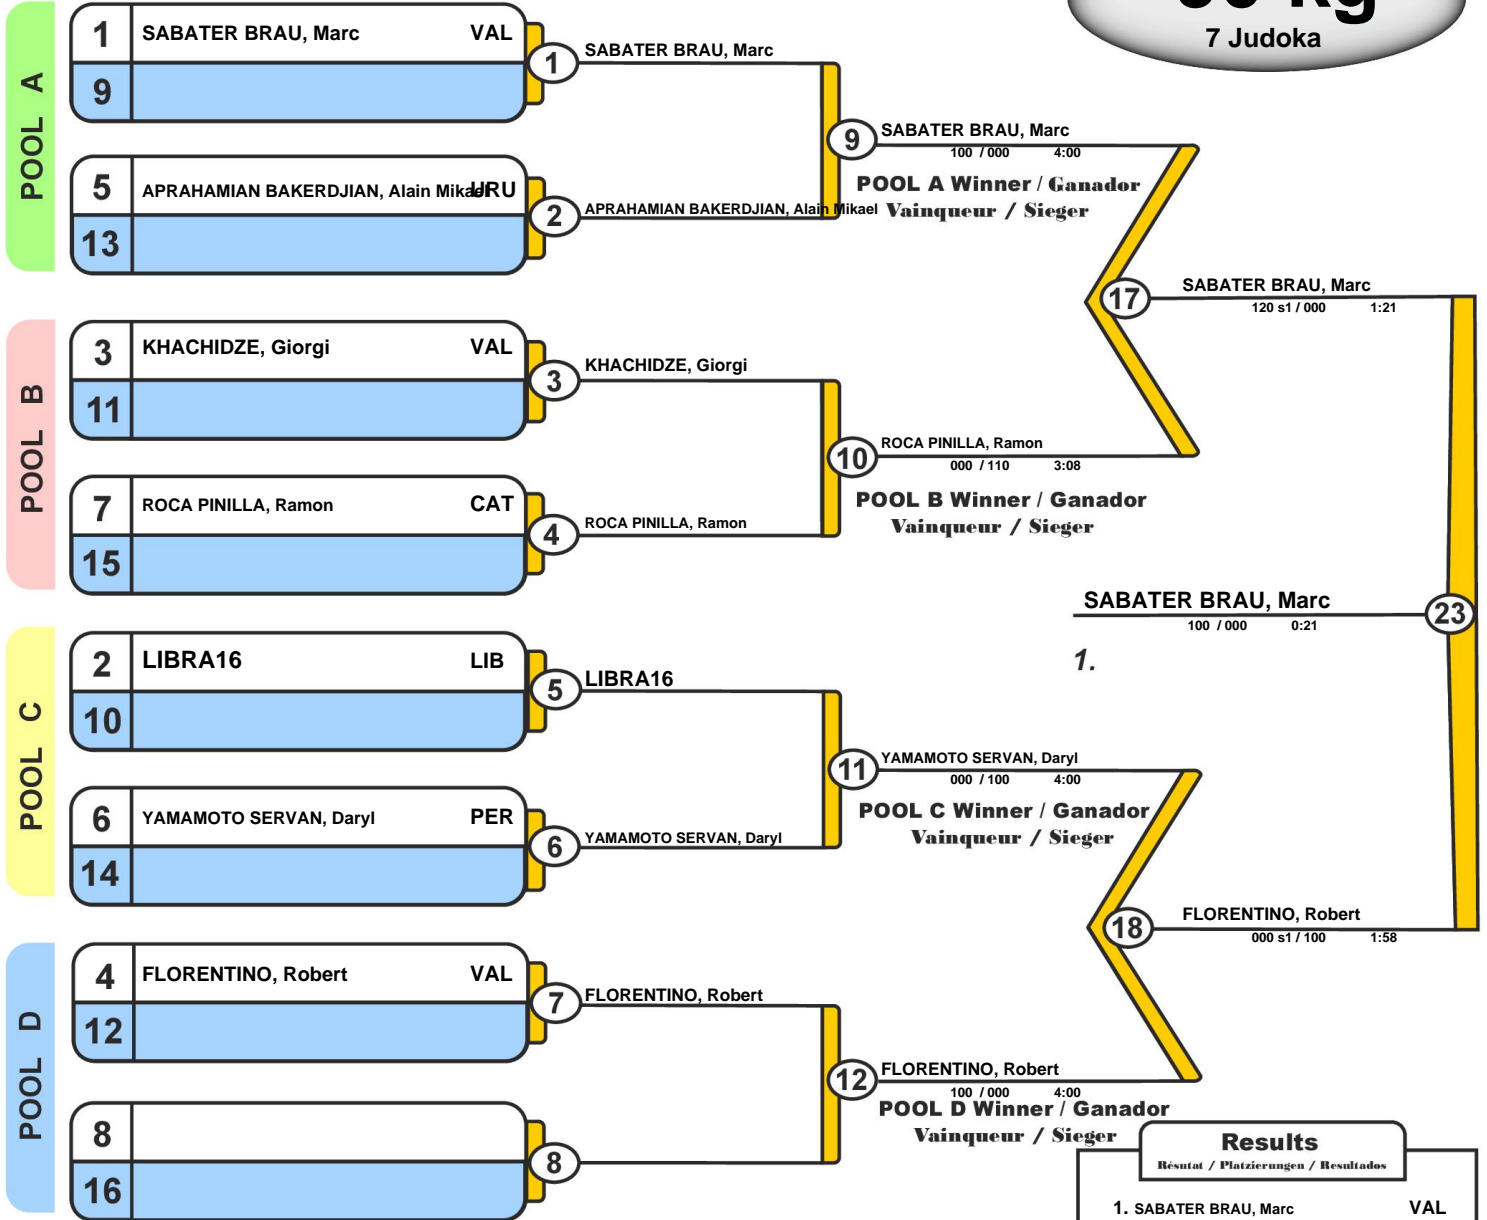 kg
7 Judoka
POOL A
1 SABATER BRAU, Marc VAL
9
1 SABATER BRAU, Marc
5 APRAHAMIAN BAKERDJIAN, Alain Mikael URU
13
2 APRAHAMIAN BAKERDJIAN, Alain Mikael
9 SABATER BRAU, Marc
100 / 000 4:00
POOL A Winner / Ganador
Vainqueur / Sieger
POOL B
3 KHACHIDZE, Giorgi VAL
11
3 KHACHIDZE, Giorgi
7 ROCA PINILLA, Ramon CAT
15
4 ROCA PINILLA, Ramon
10 ROCA PINILLA, Ramon
000 / 110 3:08
POOL B Winner / Ganador
Vainqueur / Sieger
17 SABATER BRAU, Marc
120 s1 / 000 1:21
SABATER BRAU, Marc 23
100 / 000 0:21
1.
POOL C
2 LIBRA16 LIB
10
5 LIBRA16
6 YAMAMOTO SERVAN, Daryl PER
14
6 YAMAMOTO SERVAN, Daryl
11 YAMAMOTO SERVAN, Daryl
000 / 100 4:00
POOL C Winner / Ganador
Vainqueur / Sieger
18 FLORENTINO, Robert
000 s1 / 100 1:58
POOL D
4 FLORENTINO, Robert VAL
12
7 FLORENTINO, Robert
8
16
8
12 FLORENTINO, Robert
100 / 000 4:00
POOL D Winner / Ganador
Vainqueur / Sieger
Results
Résutat / Platzierungen / Resultados
1. SABATER BRAU, Marc VAL